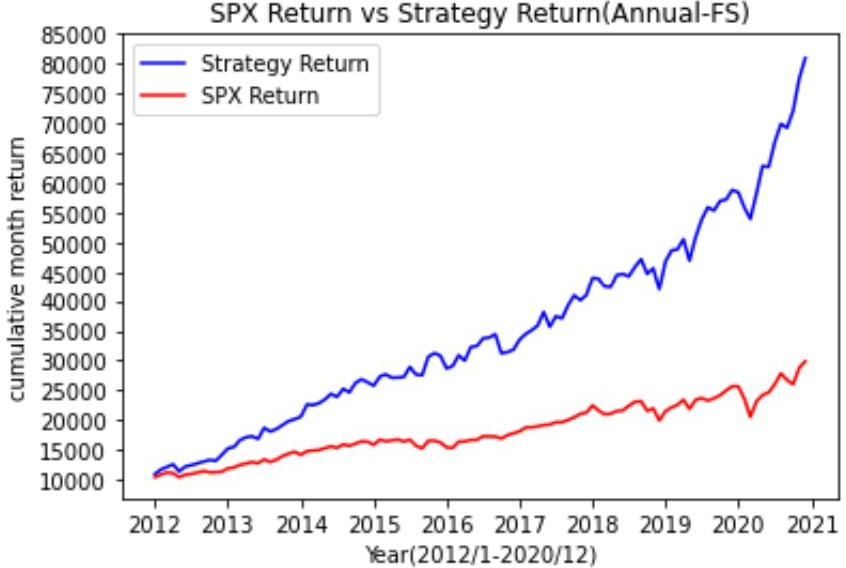 SPX Return vs Strategy Return(Annual-FS)
Strategy Return
SPX Return
cumulative month return
85000
80000
75000
70000
65000
60000
55000
50000
45000
40000
35000
30000
25000
20000
15000
10000
2012 2013 2014 2015 2016 2017 2018 2019 2020 2021
Year(2012/1-2020/12)